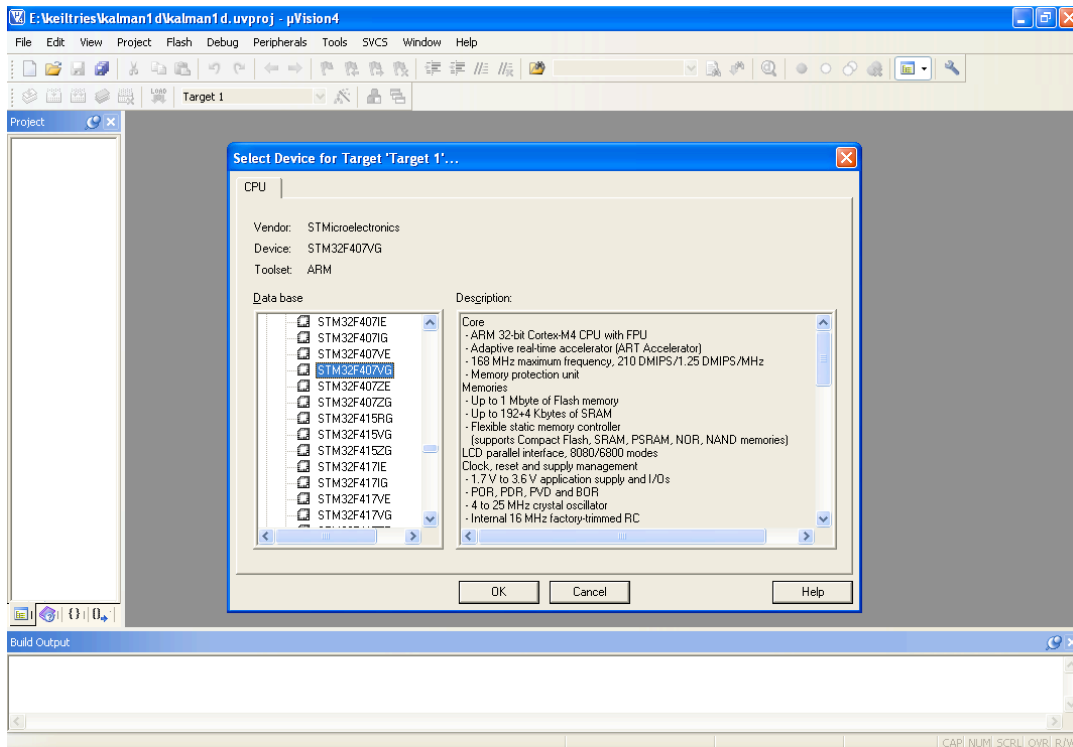 E:\keiltries\kalman1d\kalman1d.uvproj - µVision4
File Edit View Project Flash Debug Peripherals Tools SVCS Window Help
LOAD Target 1
Project
Select Device for Target 'Target 1'...
CPU
Vendor: STMicroelectronics
Device: STM32F407VG
Toolset: ARM
Data base
Description:
STM32F407IE
STM32F407IG
STM32F407VE
STM32F407VG
STM32F407ZE
STM32F407ZG
STM32F415RG
STM32F415VG
STM32F415ZG
STM32F417IE
STM32F417IG
STM32F417VE
STM32F417VG
Core
- ARM 32-bit Cortex-M4 CPU with FPU
- Adaptive real-time accelerator (ART Accelerator)
- 168 MHz maximum frequency, 210 DMIPS/1.25 DMIPS/MHz
- Memory protection unit
Memories
- Up to 1 Mbyte of Flash memory
- Up to 192+4 Kbytes of SRAM
- Flexible static memory controller
(supports Compact Flash, SRAM, PSRAM, NOR, NAND memories)
LCD parallel interface, 8080/6800 modes
Clock, reset and supply management
- 1.7 V to 3.6 V application supply and I/Os
- POR, PDR, PVD and BOR
- 4 to 25 MHz crystal oscillator
- Internal 16 MHz factory-trimmed RC
OK Cancel Help
Build Output
CAP NUM SCRL OVR R/W